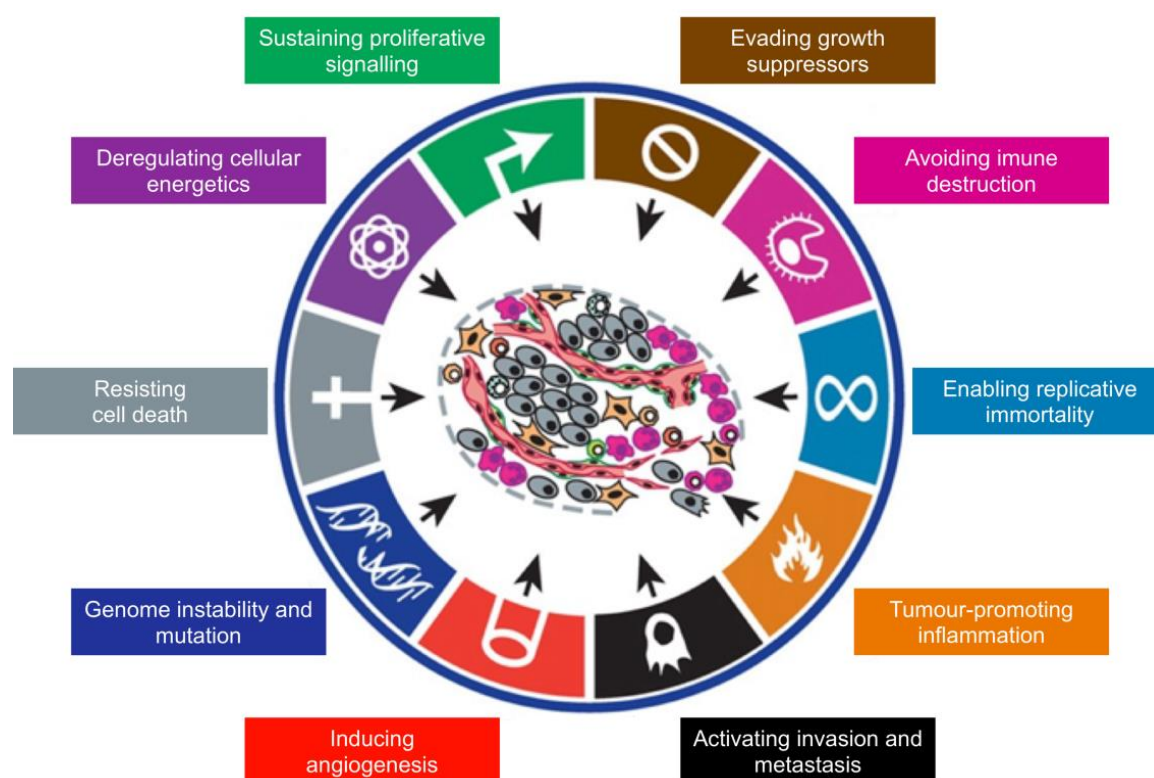 Sustaining proliferative
signalling
Evading growth
suppressors
Deregulating cellular
energetics
Avoiding imune
destruction
Resisting
cell death
Enabling replicative
immortality
Genome instability and
mutation
Tumour-promoting
inflammation
Inducing
angiogenesis
Activating invasion and
metastasis